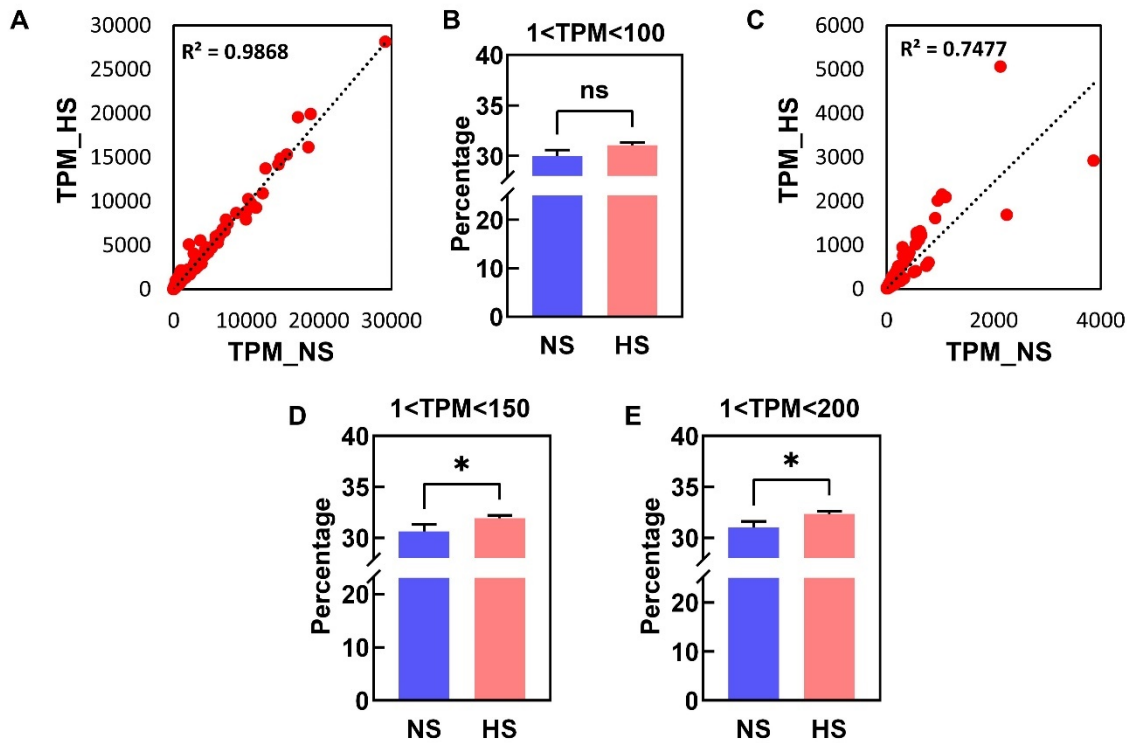 A
R² = 0.9868
TPM_HS
30000
25000
20000
15000
10000
5000
0
0 10000 20000 30000
TPM_NS
B
1<TPM<100
ns
Percentage
40
35
30
20
10
0
NS HS
C
R² = 0.7477
TPM_HS
6000
5000
4000
3000
2000
1000
0
0 2000 4000
TPM_NS
D
1<TPM<150
*
Percentage
40
35
30
20
10
0
NS HS
E
1<TPM<200
*
Percentage
40
35
30
20
10
0
NS HS